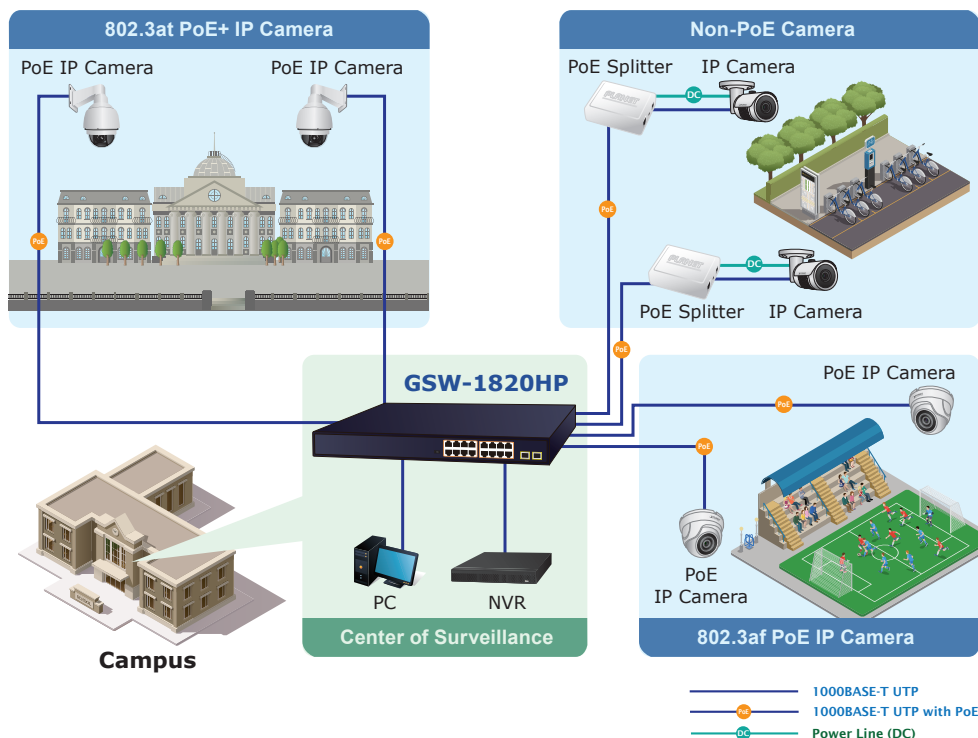 802.3at PoE+ IP Camera
PoE IP Camera
PoE IP Camera
PoE
PoE
Non-PoE Camera
PoE Splitter
IP Camera
DC
PLANET
PoE
DC
PLANET
PoE Splitter
IP Camera
PoE
GSW-1820HP
PC
NVR
Center of Surveillance
Campus
PoE IP Camera
PoE
PoE
PoE
IP Camera
802.3af PoE IP Camera
1000BASE-T UTP
PoE
1000BASE-T UTP with PoE
DC
Power Line (DC)